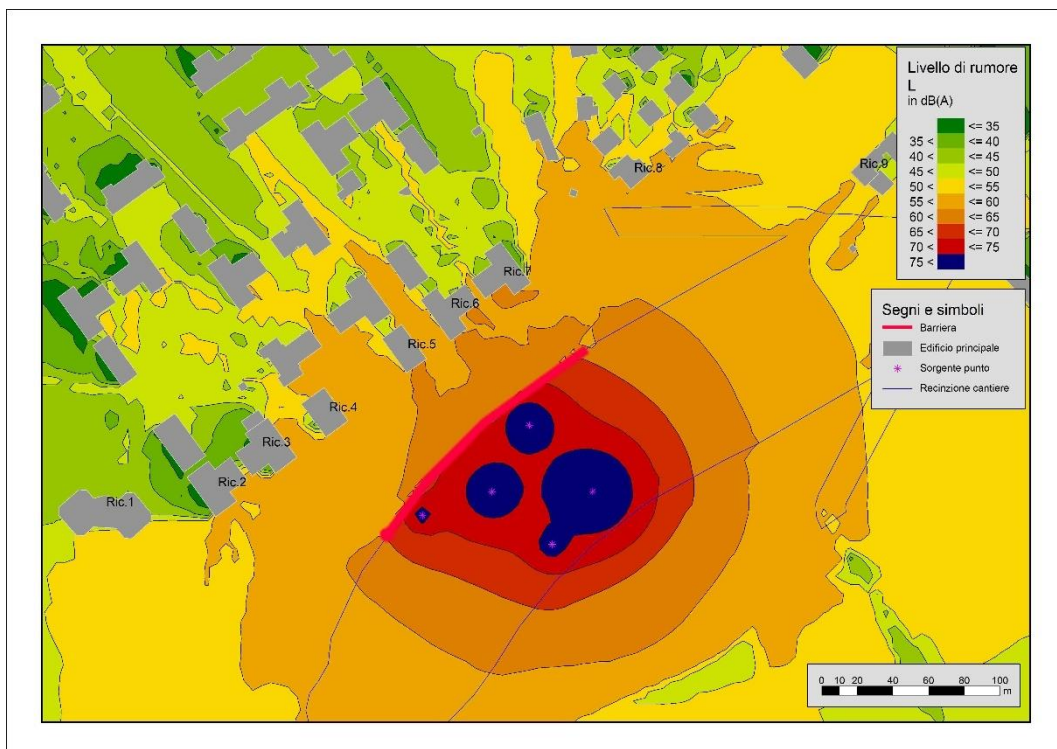 Livello di rumore
L
in dB(A)
<= 35
35 < <= 40
40 < <= 45
45 < <= 50
50 < <= 55
55 < <= 60
60 < <= 65
65 < <= 70
70 < <= 75
75 <
Segni e simboli
Barriera
Edificio principale
Sorgente punto
Recinzione cantiere
Ric.8
Ric.9
Ric.7
Ric.6
Ric.5
Ric.4
Ric.3
Ric.2
Ric.1
0 10 20 40 60 80 100
m